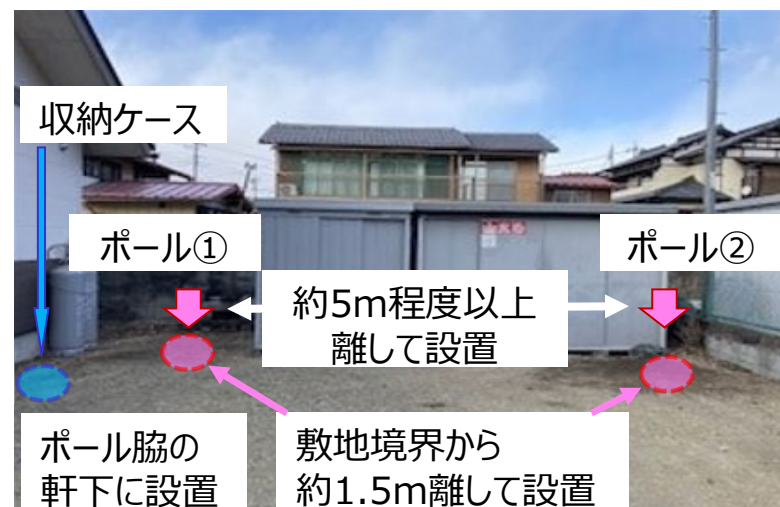 収納ケース
ポール①
ポール②
約5m程度以上
離して設置
ポール脇の
軒下に設置
敷地境界から
約1.5m離して設置